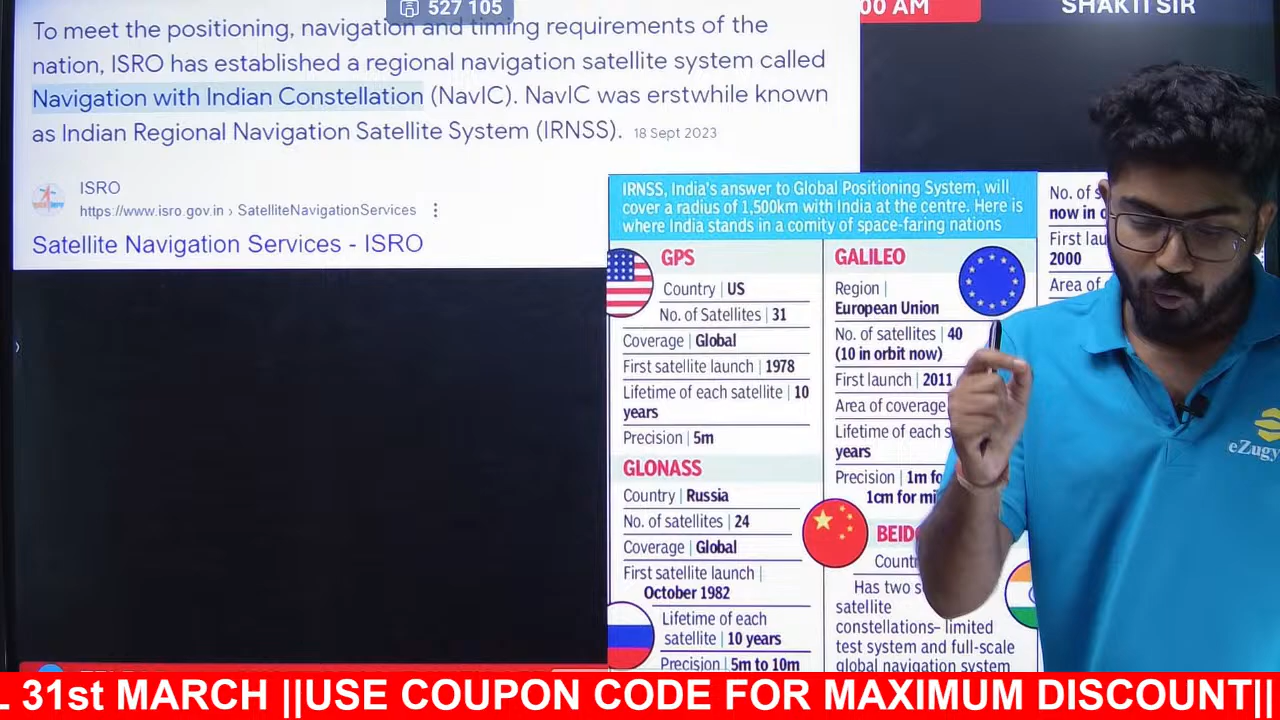 527 105
00 AM
SHAKTI SIR
To meet the positioning, navigation and timing requirements of the
nation, ISRO has established a regional navigation satellite system called
Navigation with Indian Constellation (NavIC). NavIC was erstwhile known
as Indian Regional Navigation Satellite System (IRNSS). 18 Sept 2023
ISRO
https://www.isro.gov.in › SatelliteNavigationServices
Satellite Navigation Services - ISRO
IRNSS, India's answer to Global Positioning System, will
cover a radius of 1,500km with India at the centre. Here is
where India stands in a comity of space-faring nations
GPS
Country | US
No. of Satellites | 31
Coverage | Global
First satellite launch | 1978
Lifetime of each satellite | 10
years
Precision | 5m
GLONASS
Country | Russia
No. of satellites | 24
Coverage | Global
First satellite launch |
October 1982
Lifetime of each
satellite | 10 years
Precision | 5m to 10m
GALILEO
Region |
European Union
No. of satellites | 40
(10 in orbit now)
First launch | 2011
Area of coverage
Lifetime of each s
years
Precision | 1m fo
1cm for mi
BEID
Count
Has two s
satellite
constellations– limited
test system and full-scale
global navigation system
No. of s
now in o
First lau
2000
Area of
eZugy
31st MARCH ||USE COUPON CODE FOR MAXIMUM DISCOUNT||